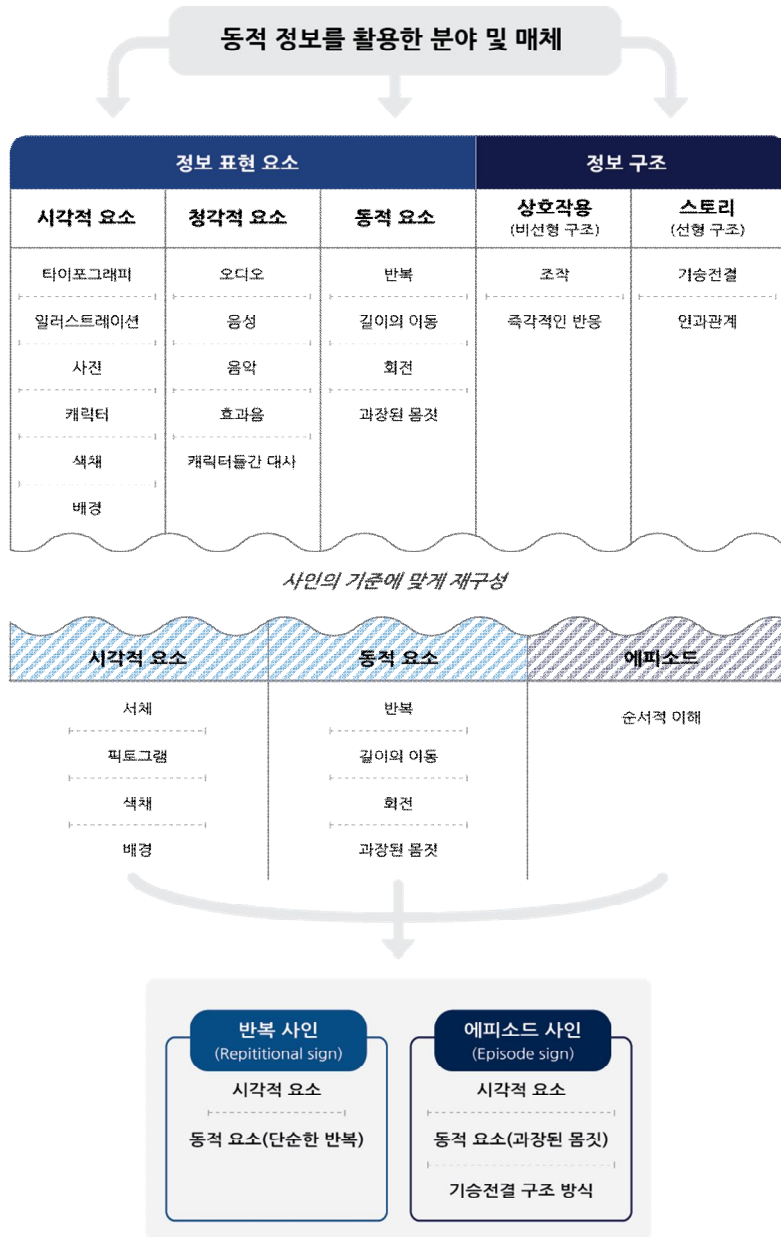 동적 정보를 활용한 분야 및 매체
정보 표현 요소
정보 구조
시각적 요소
청각적 요소
동적 요소
상호작용
(비선형 구조)
스토리
(선형 구조)
타이포그래피
오디오
반복
조작
기승전결
일러스트레이션
음성
길이의 이동
즉각적인 반응
인과관계
사진
음악
회전
캐릭터
효과음
과장된 몸짓
색채
캐릭터들간 대사
배경
사인의 기준에 맞게 재구성
시각적 요소
동적 요소
에피소드
서체
반복
순서적 이해
픽토그램
길이의 이동
색채
회전
배경
과장된 몸짓
반복 사인
(Repititional sign)
시각적 요소
동적 요소(단순한 반복)
에피소드 사인
(Episode sign)
시각적 요소
동적 요소(과장된 몸짓)
기승전결 구조 방식